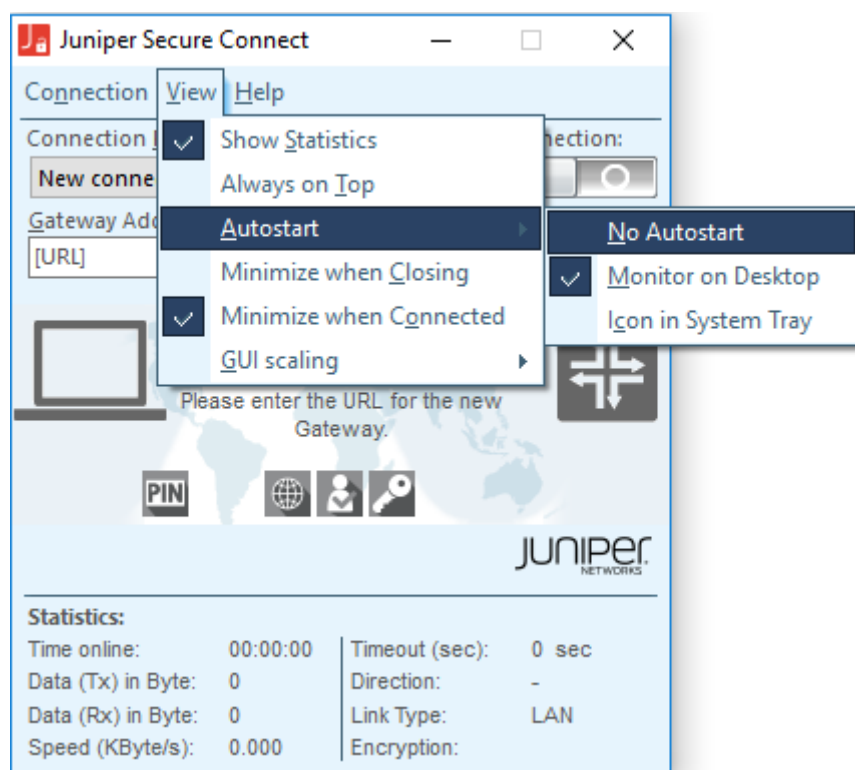 Juniper Secure Connect
Connection View Help
Connection
nection:
New conne
Gateway Add
[URL]
Show Statistics
Always on Top
Autostart
Minimize when Closing
Minimize when Connected
GUI scaling
No Autostart
Monitor on Desktop
Icon in System Tray
Please enter the URL for the new
Gateway.
PIN
JUNIPER
NETWORKS
Statistics:
Time online: 00:00:00 Timeout (sec): 0 sec
Data (Tx) in Byte: 0 Direction: -
Data (Rx) in Byte: 0 Link Type: LAN
Speed (KByte/s): 0.000 Encryption: